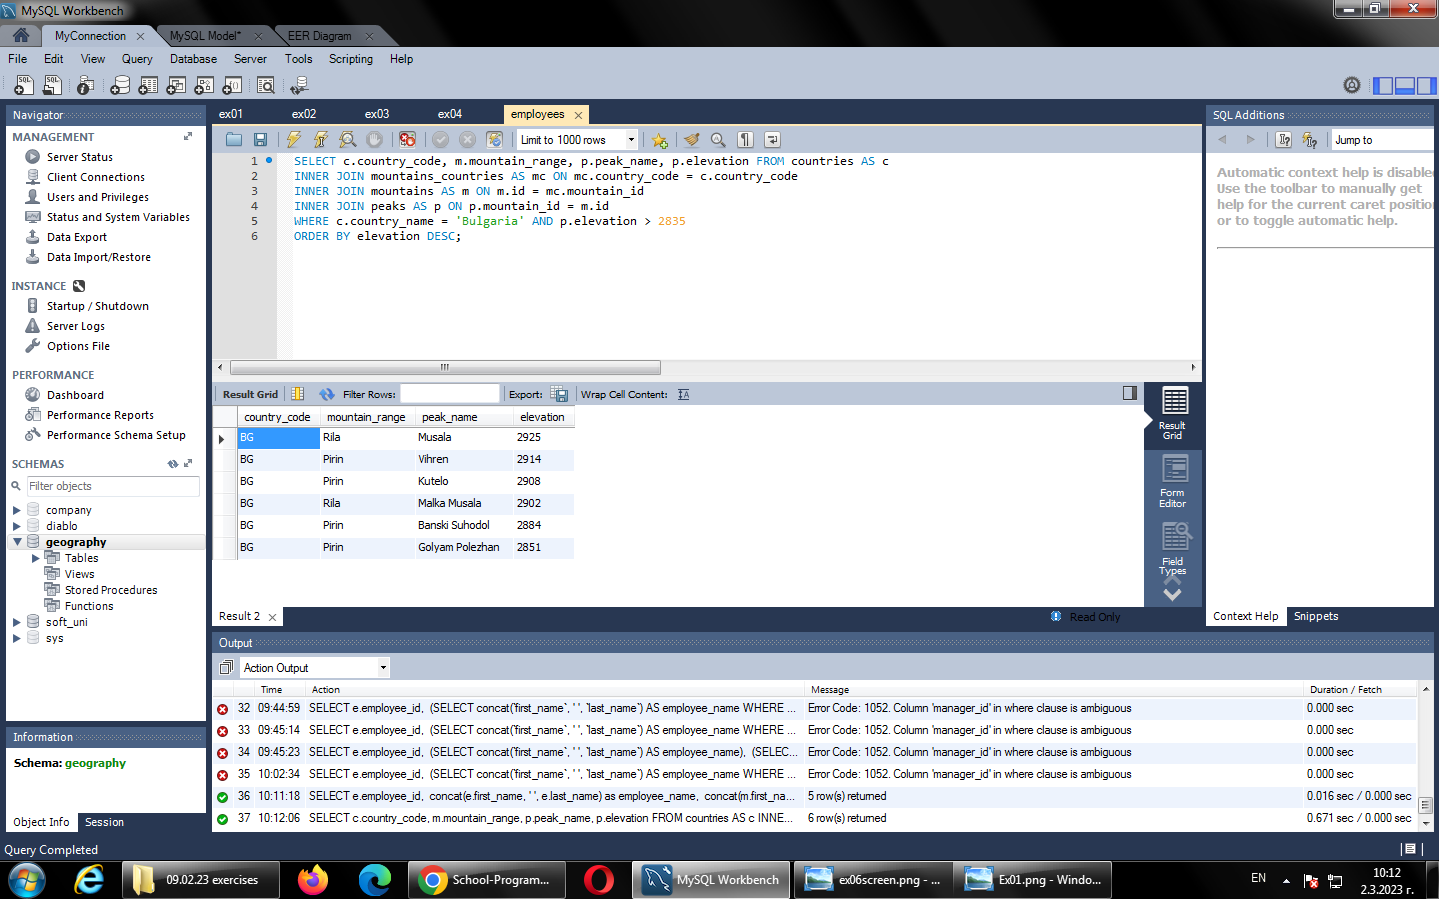 MySQL Workbench
MyConnection
MySQL Model*
EER Diagram
File Edit View Query Database Server Tools Scripting Help
Navigator
MANAGEMENT
Server Status
Client Connections
Users and Privileges
Status and System Variables
Data Export
Data Import/Restore
INSTANCE
Startup / Shutdown
Server Logs
Options File
PERFORMANCE
Dashboard
Performance Reports
Performance Schema Setup
SCHEMAS
Filter objects
company
diablo
geography
Tables
Views
Stored Procedures
Functions
soft_uni
sys
Information
Schema: geography
Object Info Session
Query Completed
ex01 ex02 ex03 ex04 employees
Limit to 1000 rows
1 SELECT c.country_code, m.mountain_range, p.peak_name, p.elevation FROM countries AS c
2 INNER JOIN mountains_countries AS mc ON mc.country_code = c.country_code
3 INNER JOIN mountains AS m ON m.id = mc.mountain_id
4 INNER JOIN peaks AS p ON p.mountain_id = m.id
5 WHERE c.country_name = 'Bulgaria' AND p.elevation > 2835
6 ORDER BY elevation DESC;
Result Grid Filter Rows: Export: Wrap Cell Content:
country_code mountain_range peak_name elevation
BG Rila Musala 2925
BG Pirin Vihren 2914
BG Pirin Kutelo 2908
BG Rila Malka Musala 2902
BG Pirin Banski Suhodol 2884
BG Pirin Golyam Polezhan 2851
Result Grid
Form Editor
Field Types
Result 2
Read Only
SQL Additions
Jump to
Automatic context help is disabled
Use the toolbar to manually get
help for the current caret position
or to toggle automatic help.
Context Help Snippets
Output
Action Output
Time Action Message Duration / Fetch
32 09:44:59 SELECT e.employee_id, (SELECT concat(`first_name`, ' ', `last_name`) AS employee_name WHERE ... Error Code: 1052. Column 'manager_id' in where clause is ambiguous 0.000 sec
33 09:45:14 SELECT e.employee_id, (SELECT concat(`first_name`, ' ', `last_name`) AS employee_name WHERE ... Error Code: 1052. Column 'manager_id' in where clause is ambiguous 0.000 sec
34 09:45:23 SELECT e.employee_id, (SELECT concat(`first_name`, ' ', `last_name`) AS employee_name), (SELEC... Error Code: 1052. Column 'manager_id' in where clause is ambiguous 0.000 sec
35 10:02:34 SELECT e.employee_id, (SELECT concat(`first_name`, ' ', `last_name`) AS employee_name WHERE ... Error Code: 1052. Column 'manager_id' in where clause is ambiguous 0.000 sec
36 10:11:18 SELECT e.employee_id, concat(e.first_name, ' ', e.last_name) as employee_name, concat(m.first_na... 5 row(s) returned 0.016 sec / 0.000 sec
37 10:12:06 SELECT c.country_code, m.mountain_range, p.peak_name, p.elevation FROM countries AS c INNE... 6 row(s) returned 0.671 sec / 0.000 sec
09.02.23 exercises
School-Program...
MySQL Workbench
ex06screen.png - ...
Ex01.png - Windo...
EN
10:12
2.3.2023 г.